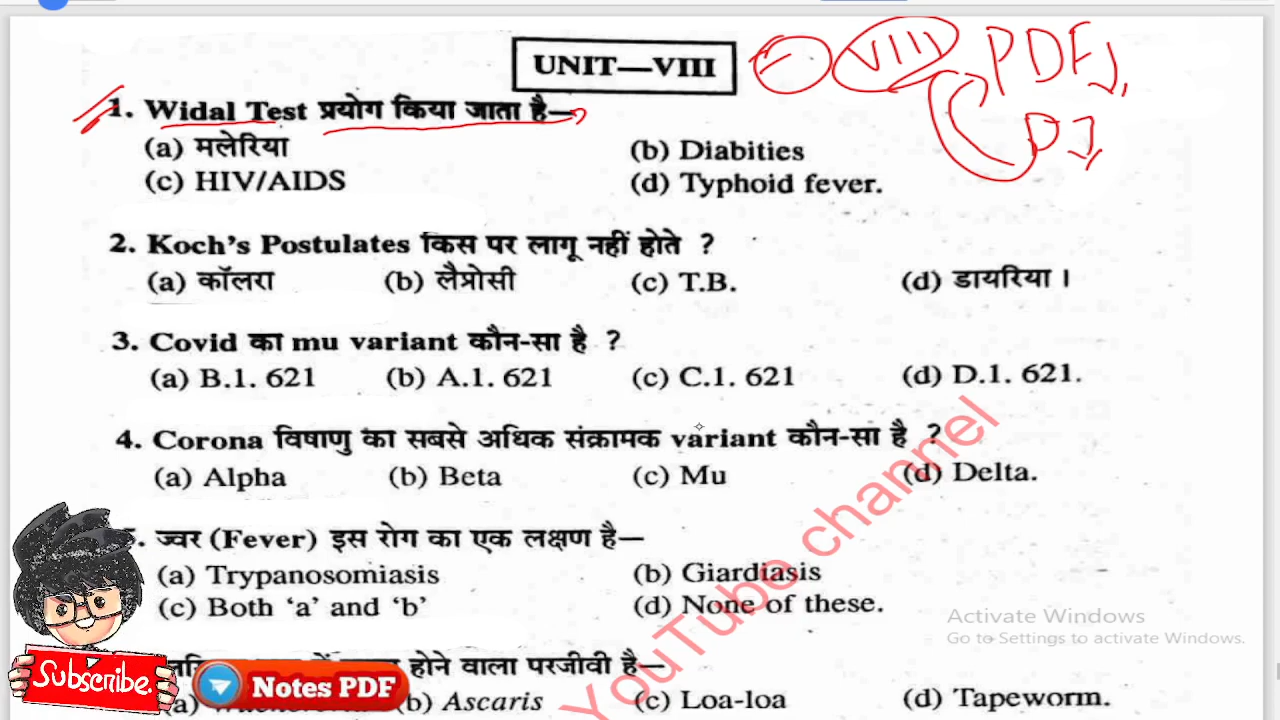 UNIT—VIII
VIII PDF
1. Widal Test प्रयोग किया जाता है—
(a) मलेरिया (b) Diabities
(c) HIV/AIDS (d) Typhoid fever.
2. Koch's Postulates किस पर लागू नहीं होते ?
(a) कॉलरा (b) लैप्रोसी (c) T.B. (d) डायरिया ।
3. Covid का mu variant कौन-सा है ?
(a) B.1. 621 (b) A.1. 621 (c) C.1. 621 (d) D.1. 621.
4. Corona विषाणु का सबसे अधिक संक्रामक variant कौन-सा है ?
(a) Alpha (b) Beta (c) Mu (d) Delta.
5. ज्वर (Fever) इस रोग का एक लक्षण है—
(a) Trypanosomiasis (b) Giardiasis
(c) Both ‘a’ and ‘b’ (d) None of these.
होने वाला परजीवी है—
(a) (b) Ascaris (c) Loa-loa (d) Tapeworm.
YouTube channel
Activate Windows
Go to Settings to activate Windows.
Subscribe.
Notes PDF